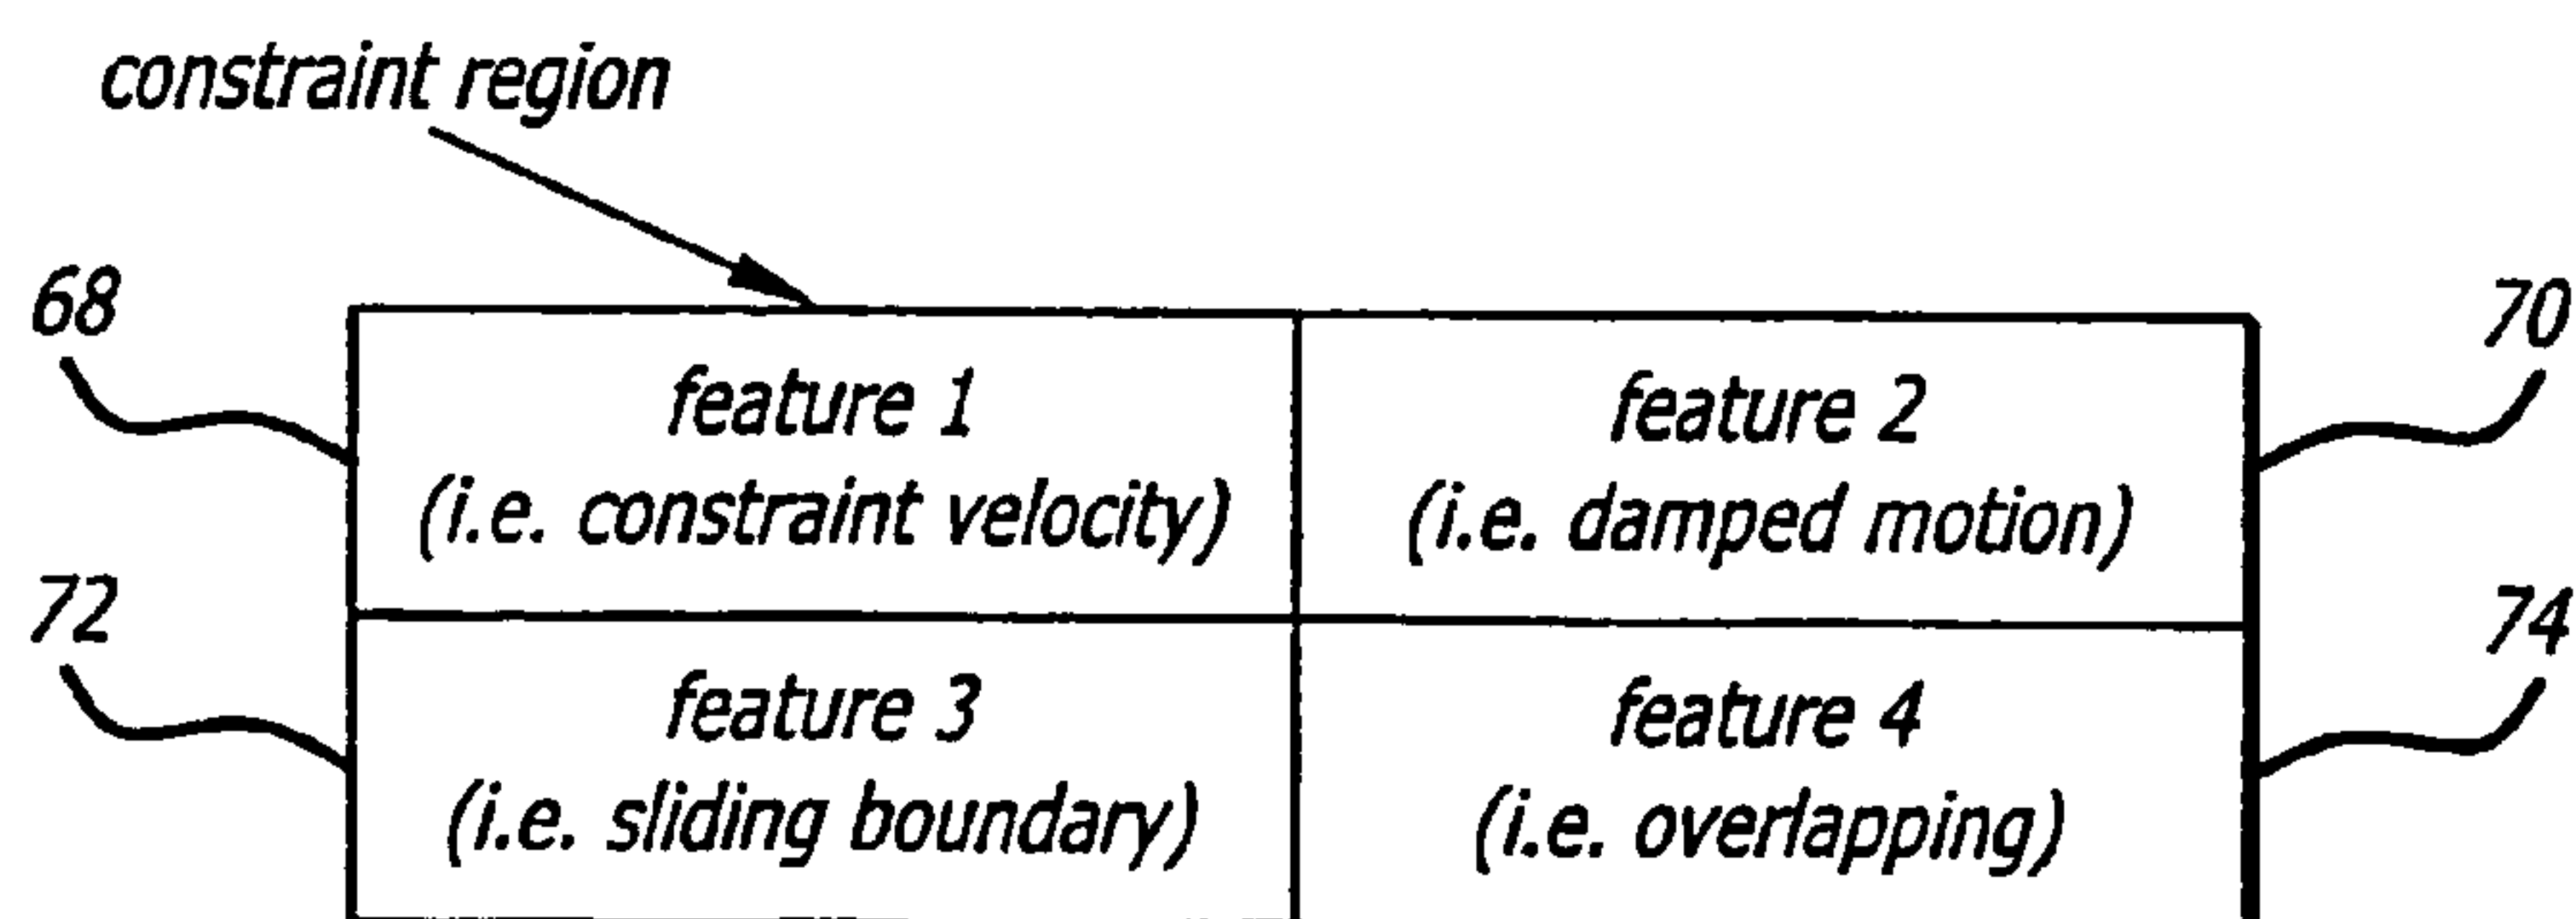 constraint region
68
70
feature 1
feature 2
(i.e. constraint velocity)
(i.e. damped motion)
72
74
feature 3
feature 4
(i.e. sliding boundary)
(i.e. overlapping)